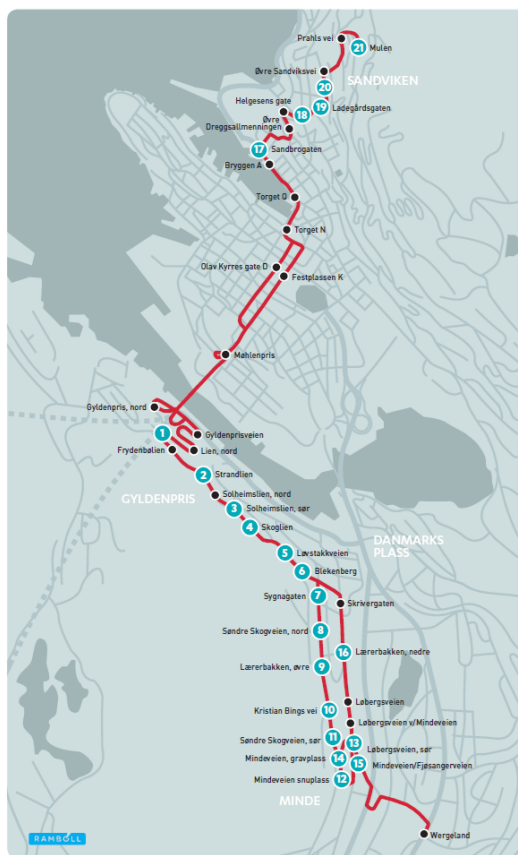 Prahls vei
21
Mulen
Øvre Sandviksvei
SANDVIKEN
20
Helgesens gate
19
Ladegårdsgaten
18
Øvre
Dreggsallmenningen
17
Sandbrogaten
Bryggen A
Torget O
Torget N
Olav Kyrres gate D
Festplassen K
Møhlenpris
Gyldenpris, nord
1
Gyldenprisveien
Frydenbølien
Lien, nord
2
Strandlien
GYLDENPRIS
Solheimslien, nord
3
Solheimslien, sør
4
Skoglien
DANMARKS
PLASS
5
Løvstakkveien
6
Blekenberg
Sygnagaten
7
Skrivergaten
Søndre Skogveien, nord
8
16
Lærerbakken, nedre
Lærerbakken, øvre
9
Løbergsveien
Kristian Bings vei
10
Løbergsveien v/Mindeveien
Søndre Skogveien, sør
11
13
Løbergsveien, sør
Mindeveien, gravplass
14
15
Mindeveien/Fjøsangerveien
Mindeveien snuplass
12
MINDE
Wergeland
RAMBØLL